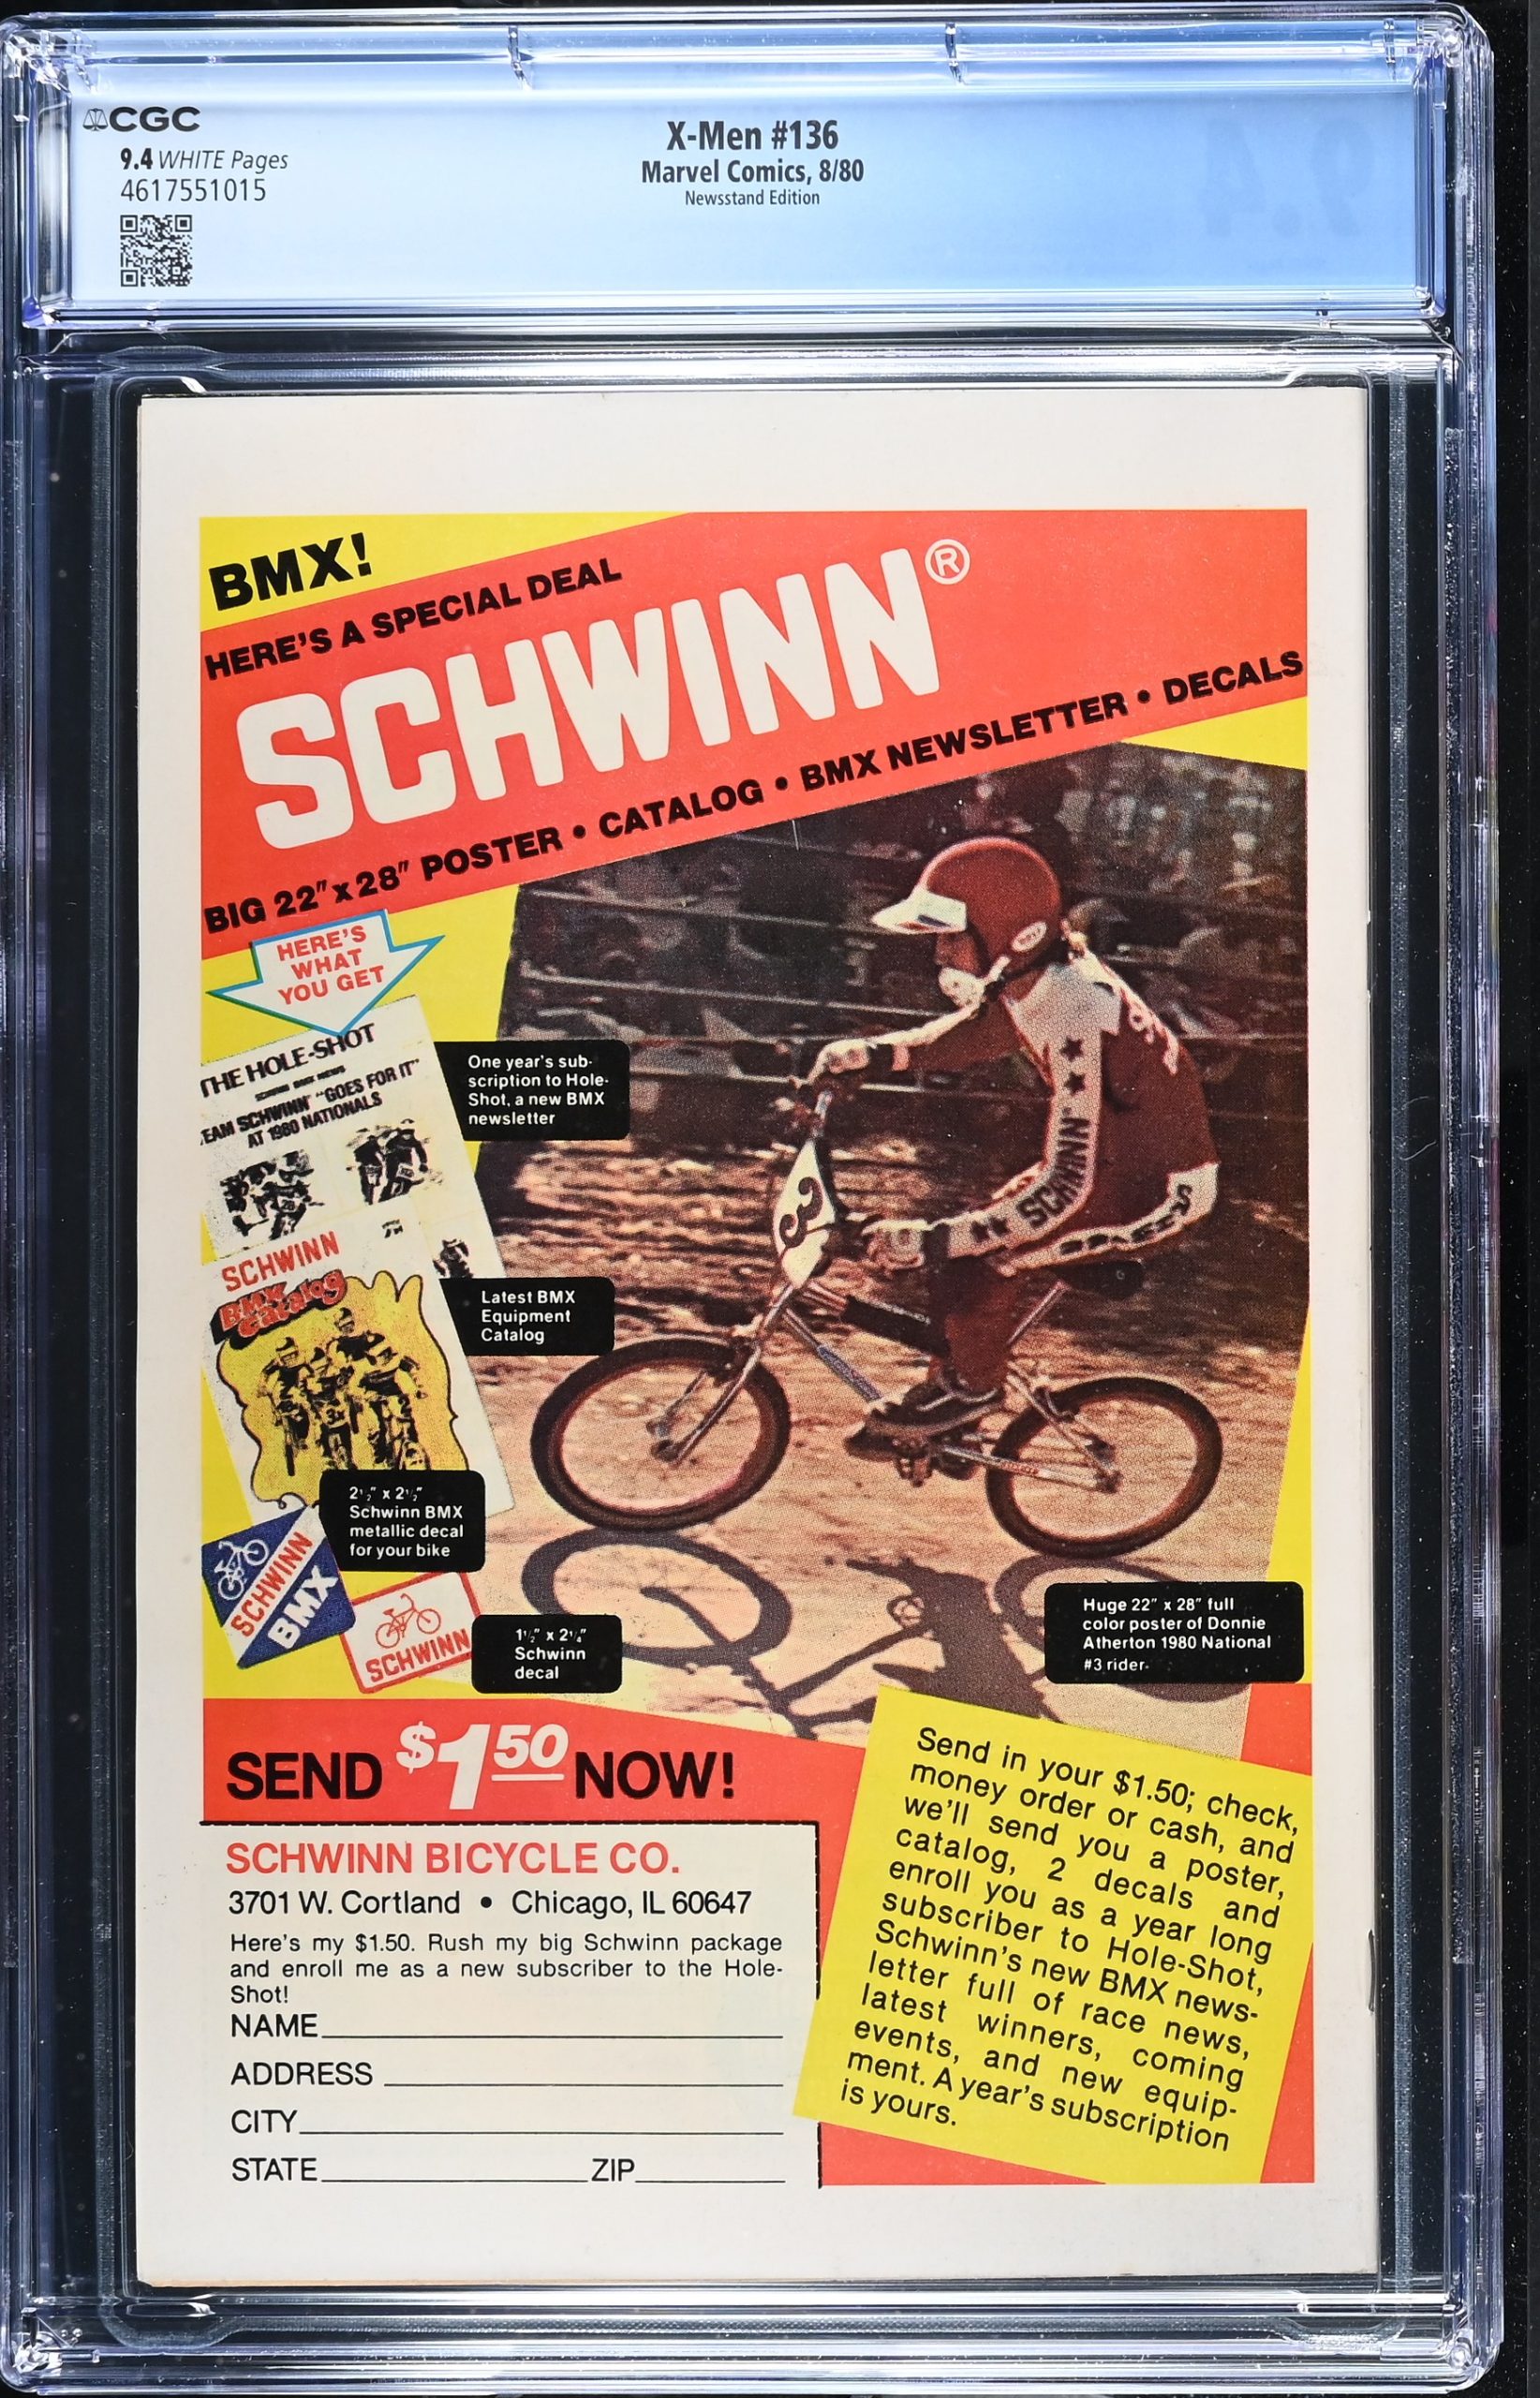 CGC
9.4 WHITE Pages
4617551015
X-Men #136
Marvel Comics, 8/80
Newsstand Edition
9.4
BMX!
HERE'S A SPECIAL DEAL
SCHWINN®
BIG 22" x 28" POSTER • CATALOG • BMX NEWSLETTER • DECALS
HERE'S
WHAT
YOU GET
THE HOLE-SHOT
SCHWINN BMX NEWS
EAM SCHWINN "GOES FOR IT"
AT 1980 NATIONALS
One year's sub-
scription to Hole-
Shot, a new BMX
newsletter
SCHWINN
BMX
Catalog
Latest BMX
Equipment
Catalog
2½" x 2½"
Schwinn BMX
metallic decal
for your bike
SCHWINN
BMX
SCHWINN
1½" x 2¼"
Schwinn
decal
3
SCHWINN
Huge 22" x 28" full
color poster of Donnie
Atherton 1980 National
#3 rider.
SEND $1.50 NOW!
SCHWINN BICYCLE CO.
3701 W. Cortland • Chicago, IL 60647
Here's my $1.50. Rush my big Schwinn package
and enroll me as a new subscriber to the Hole-
Shot!
NAME
ADDRESS
CITY
STATE ZIP
Send in your $1.50; check,
money order or cash, and
we'll send you a poster,
catalog, 2 decals and
enroll you as a year long
subscriber to Hole-Shot,
Schwinn's new BMX news-
letter full of race news,
latest winners, coming
events, and new equip-
ment. A year's subscription
is yours.